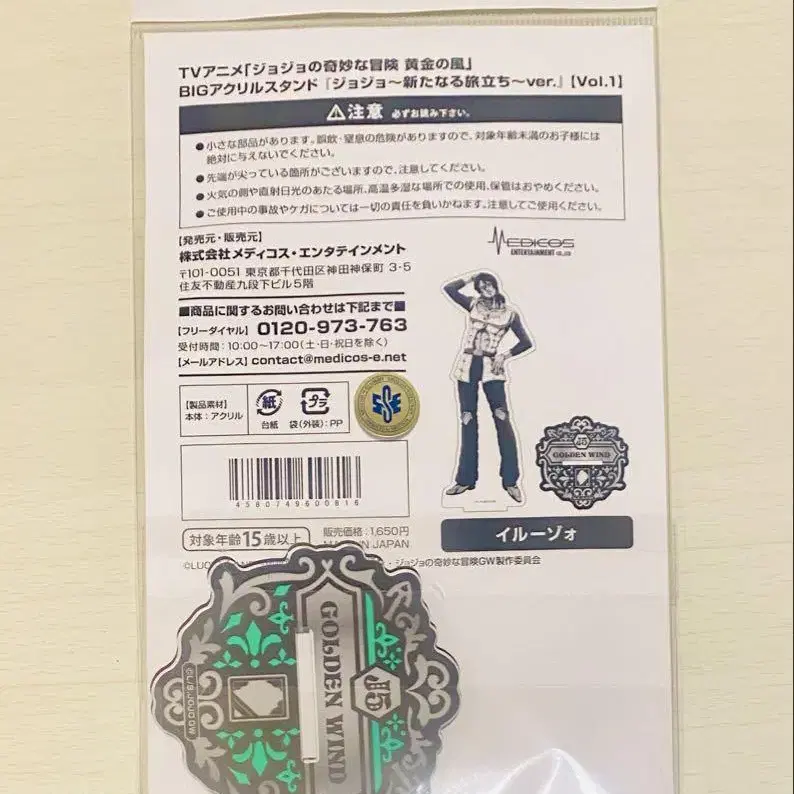 TVアニメ「ジョジョの奇妙な冒険 黄金の風」
BIGアクリルスタンド『ジョジョ～新たなる旅立ち～ver.』【Vol.1】
⚠注意 必ずお読み下さい。
●小さな部品があります。誤飲・窒息の危険がありますので、対象年齢未満のお子様には
絶対に与えないでください。
●先端が尖っている箇所がございますので、注意してください。
●火気の側や直射日光のあたる場所、高温多湿な場所での使用、保管はおやめください。
●ご使用中の事故やケガについては一切の責任を負いかねます。注意してご使用ください。
【発売元・販売元】
株式会社メディコス・エンタテインメント
〒101-0051 東京都千代田区神田神保町 3-5
住友不動産九段下ビル5階
■商品に関するお問い合わせは下記まで■
【フリーダイヤル】 0120-973-763
受付時間：10:00～17:00（土・日・祝日を除く）
【メールアドレス】contact@medicos-e.net
MEDICOS
ENTERTAINMENT CO.,LTD
【製品素材】
本体：アクリル
紙
台紙
プラ
袋（外装）：PP
4580749600816
対象年齢15歳以上
販売価格：1,650円
MADE IN JAPAN
©LUC
・ジョジョの奇妙な冒険GW製作委員会
GOLDEN WIND
イルーゾォ
GOLDEN WIND
©L/S,JOJO GW